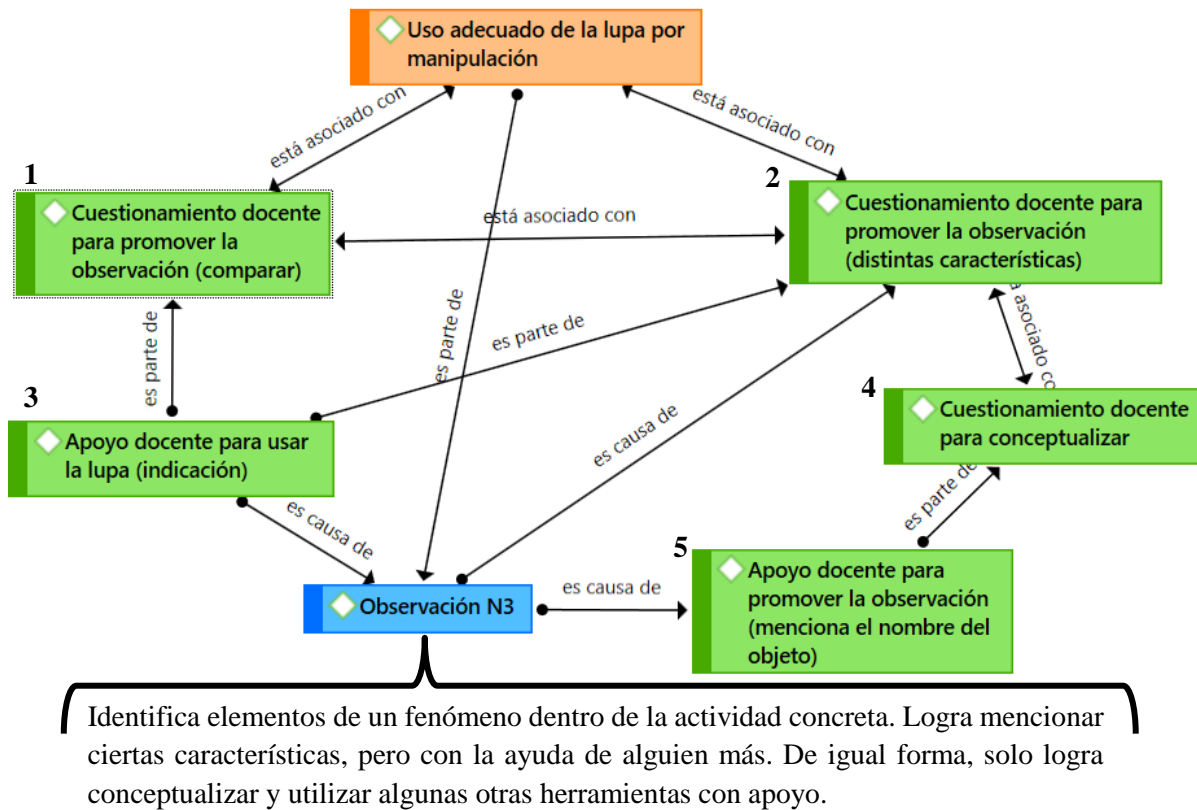 Uso adecuado de la lupa por
manipulación
está asociado con
está asociado con
1
Cuestionamiento docente
para promover la
observación (comparar)
2
Cuestionamiento docente para
promover la observación
(distintas características)
está asociado con
es parte de
es parte de
es parte de
asociado
3
Apoyo docente para usar
la lupa (indicación)
4
Cuestionamiento docente
para conceptualizar
es causa de
es causa de
es parte de
5
Apoyo docente para
promover la observación
(menciona el nombre del
objeto)
Observación N3
es causa de
Identifica elementos de un fenómeno dentro de la actividad concreta. Logra mencionar
ciertas características, pero con la ayuda de alguien más. De igual forma, solo logra
conceptualizar y utilizar algunas otras herramientas con apoyo.